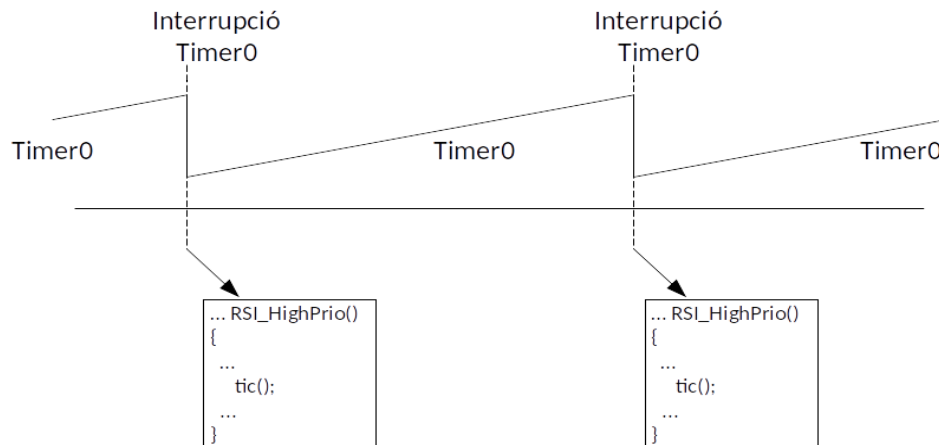 Interrupció
Timer0
Interrupció
Timer0
Timer0
Timer0
Timer0
... RSI_HighPrio()
{
...
tic();
...
}
... RSI_HighPrio()
{
...
tic();
...
}